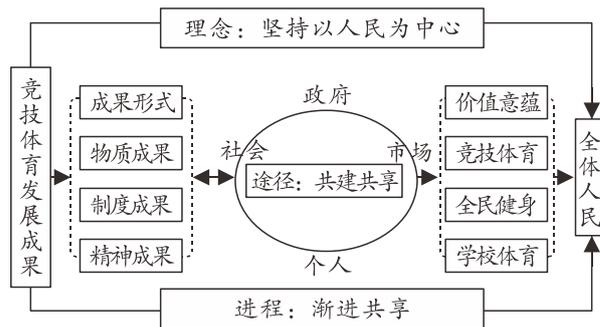 理念：坚持以人民为中心
竞技体育发展成果
成果形式
物质成果
制度成果
精神成果
政府
社会
市场
途径：共建共享
个人
价值意蕴
竞技体育
全民健身
学校体育
全体人民
进程：渐进共享